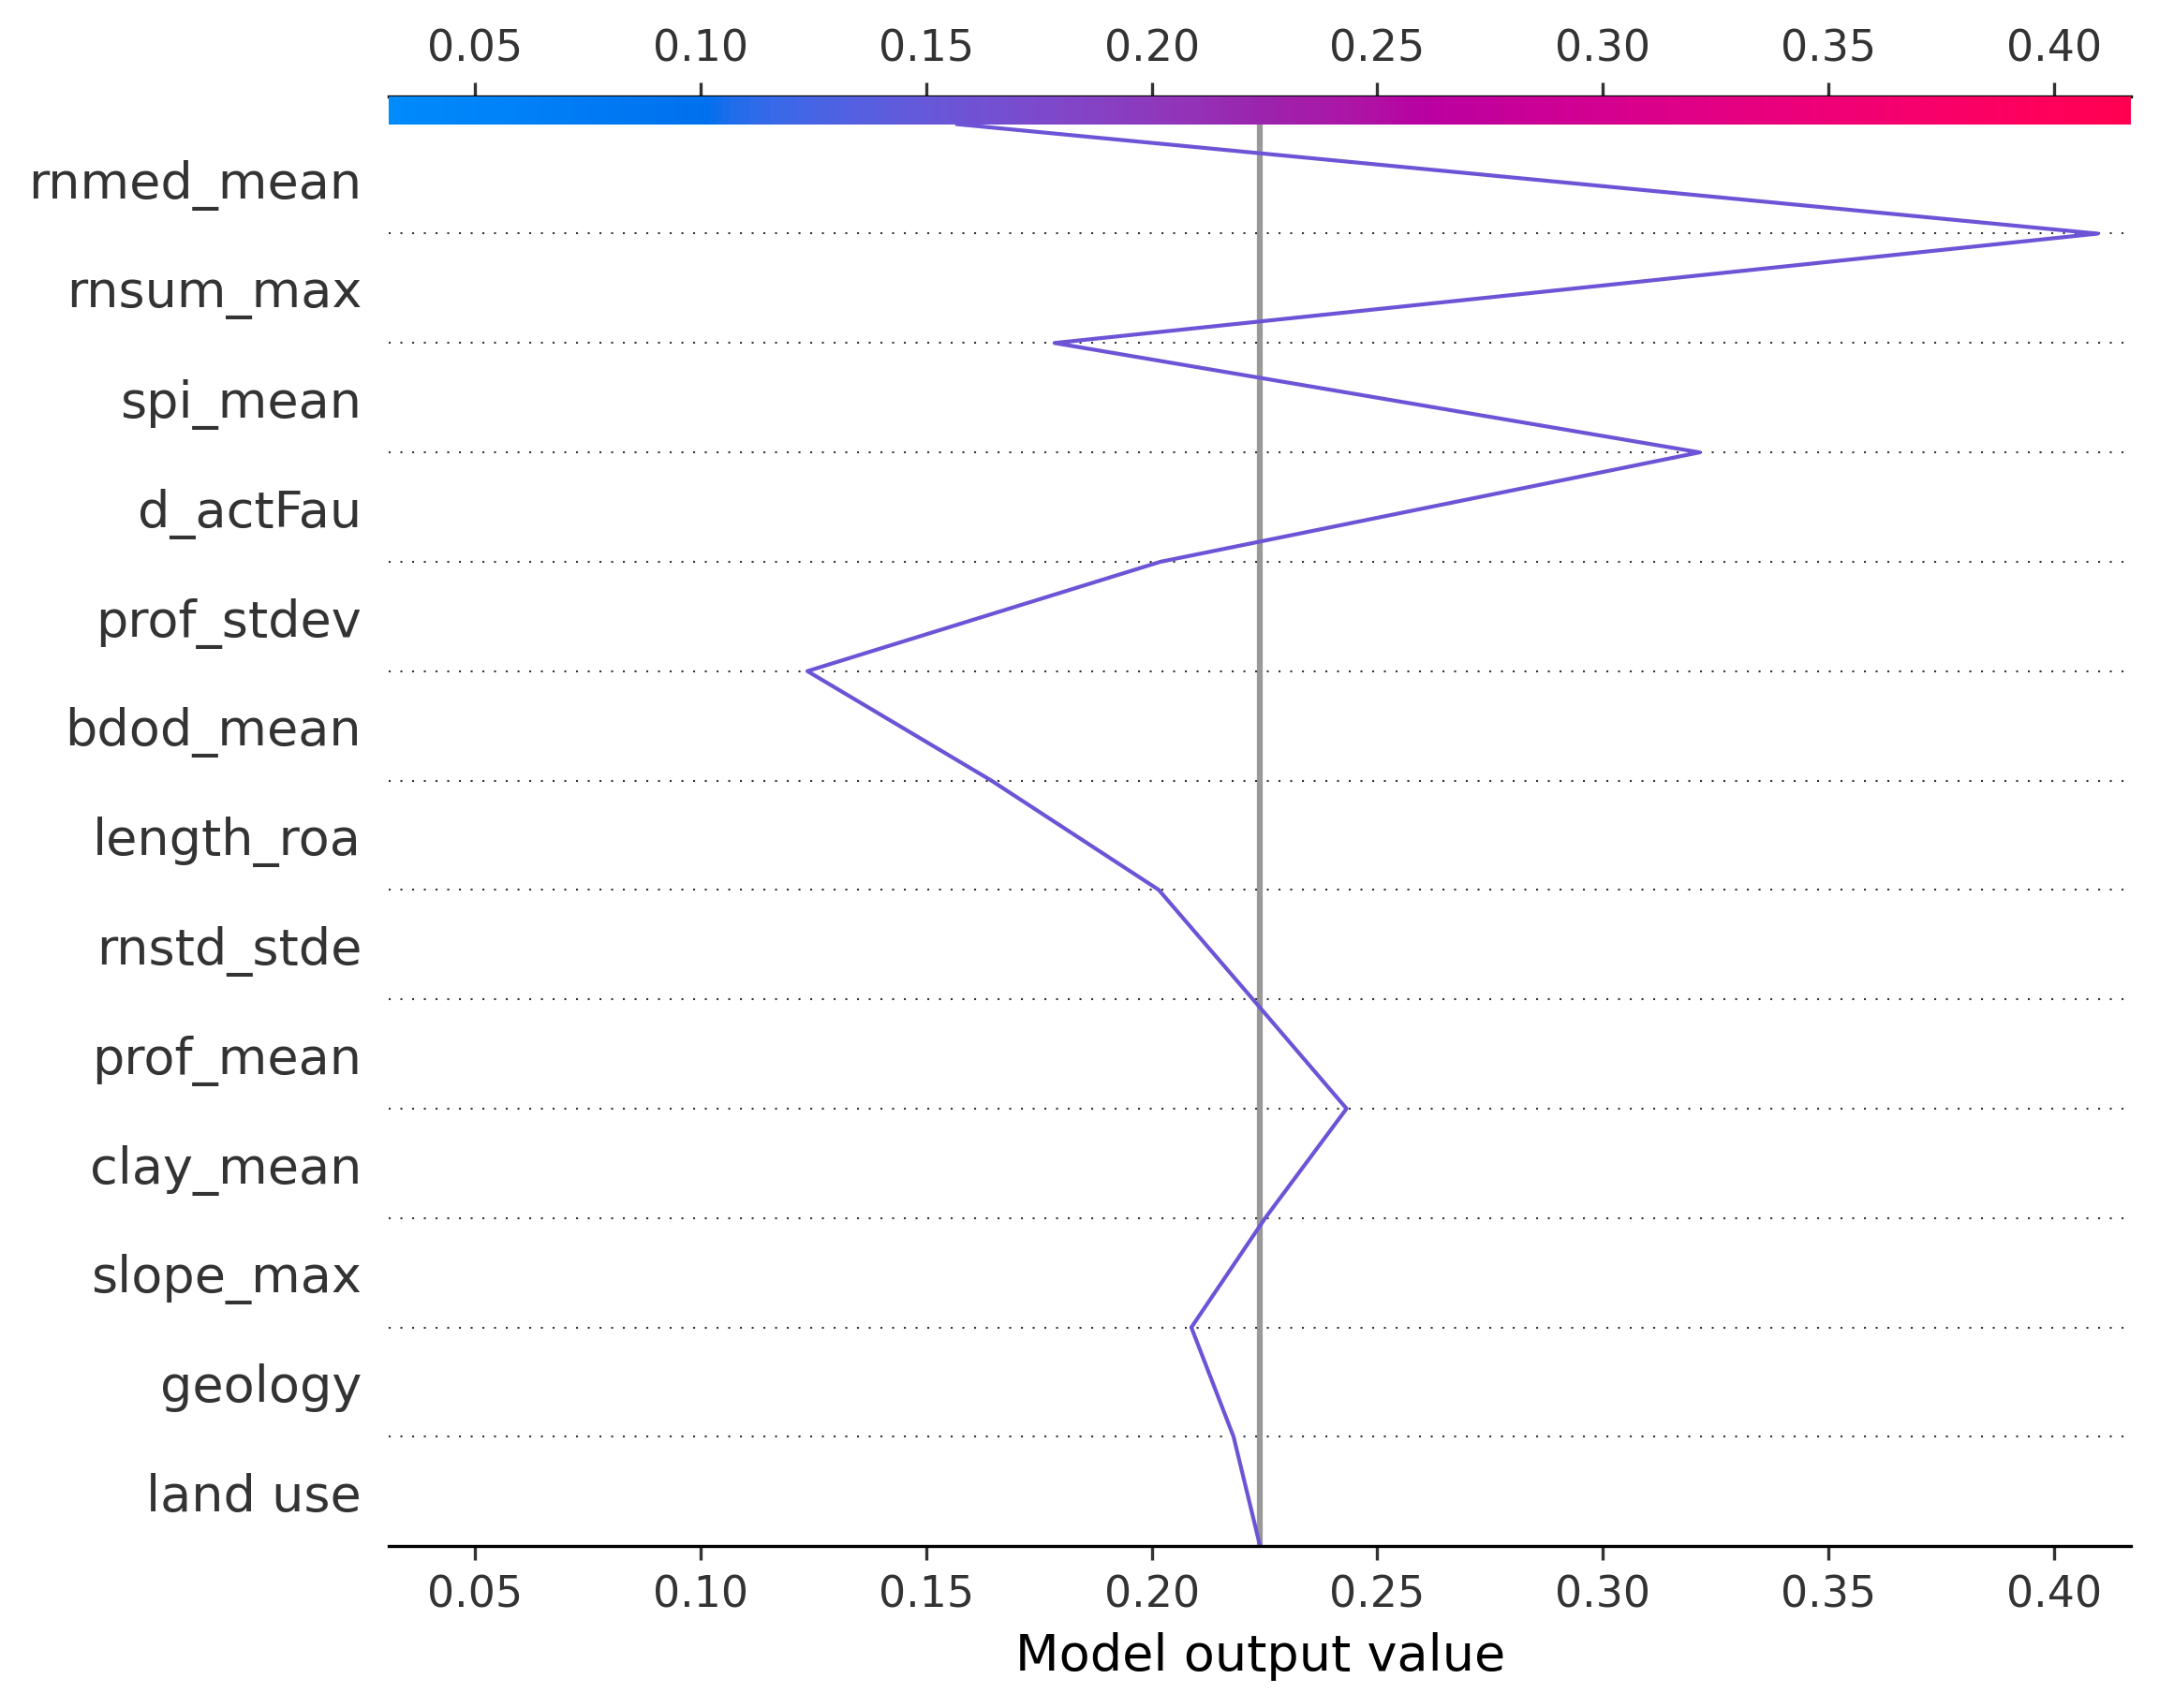 0.05 0.10 0.15 0.20 0.25 0.30 0.35 0.40
rnmed_mean
rnsum_max
spi_mean
d_actFau
prof_stdev
bdod_mean
length_roa
rnstd_stde
prof_mean
clay_mean
slope_max
geology
land use
0.05 0.10 0.15 0.20 0.25 0.30 0.35 0.40
Model output value